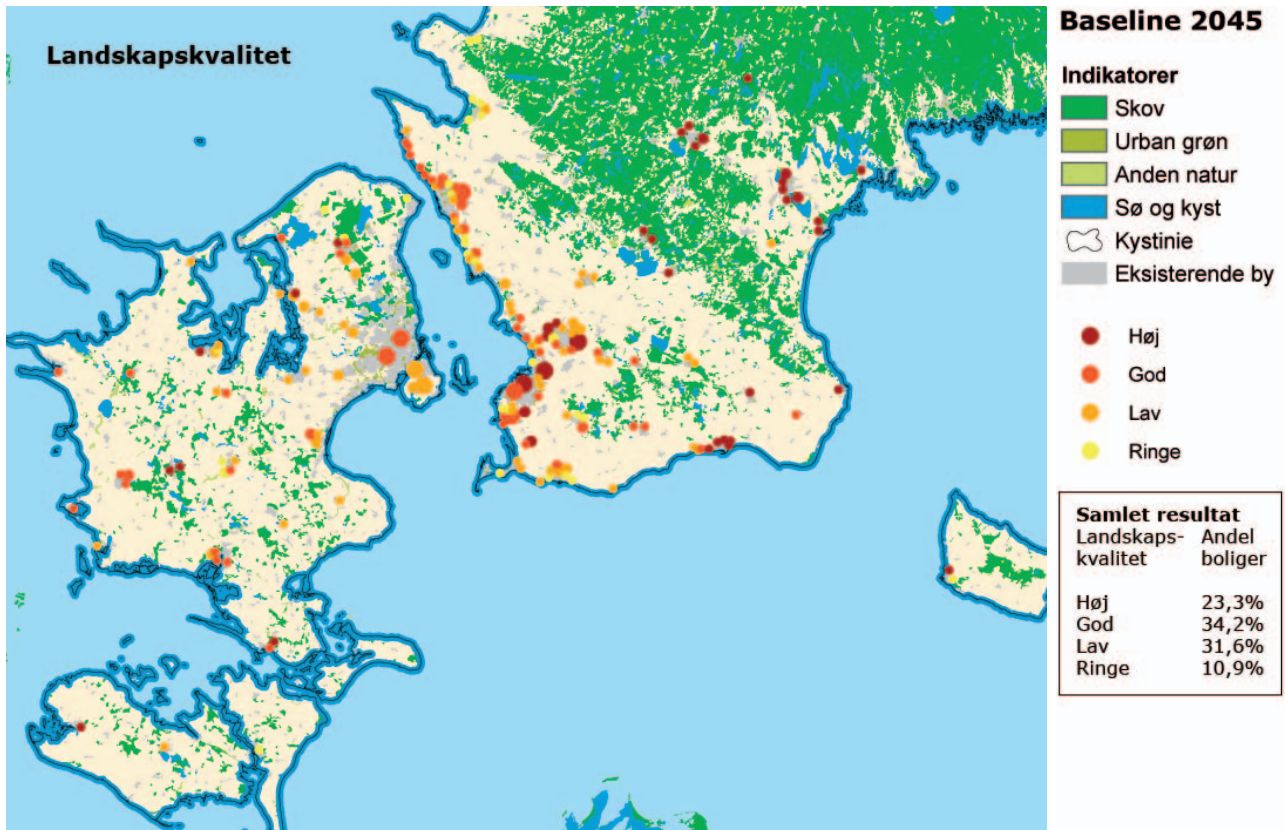 Landskapskvalitet
Baseline 2045
Indikatorer
Skov
Urban grøn
Anden natur
Sø og kyst
Kystinie
Eksisterende by
Høj
God
Lav
Ringe
Samlet resultat
Landskaps- Andel
kvalitet boliger
Høj 23,3%
God 34,2%
Lav 31,6%
Ringe 10,9%